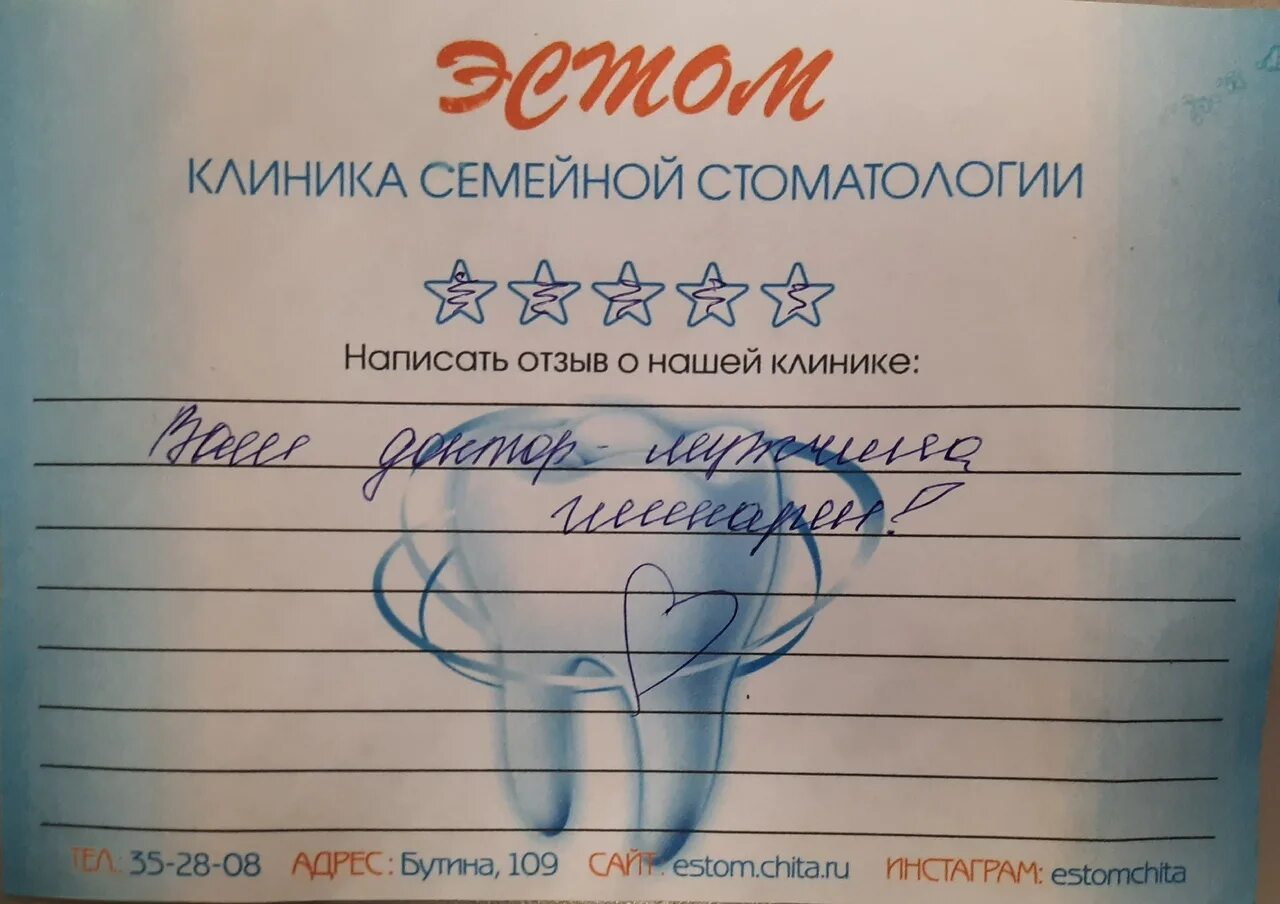 ЭСТОМ
КЛИНИКА СЕМЕЙНОЙ СТОМАТОЛОГИИ
Написать отзыв о нашей клинике:
Ваш доктор - мужчина
шикарен!
ТЕЛ.: 35-28-08 АДРЕС: Бутина, 109 САЙТ: estom.chita.ru ИНСТАГРАМ: estomchita